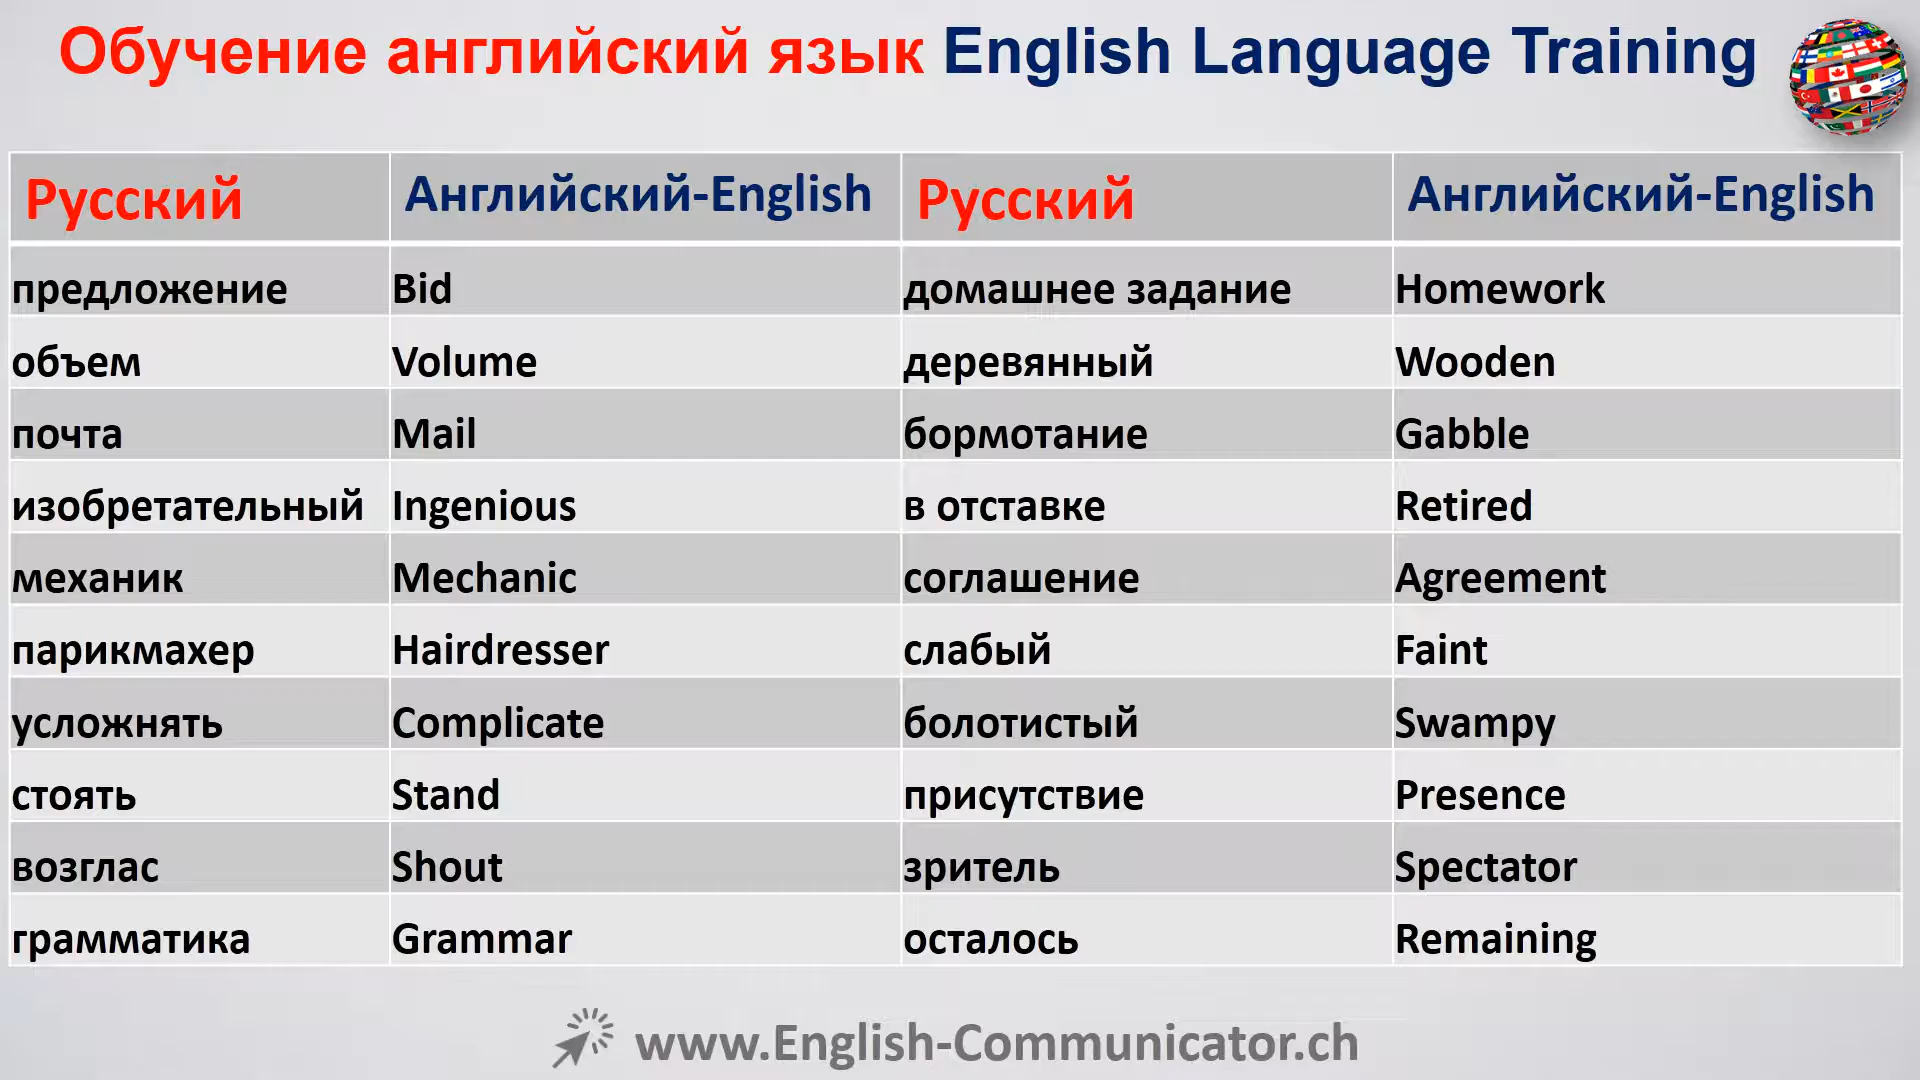 Обучение английский язык English Language Training
Русский Английский-English Русский Английский-English
предложение Bid домашнее задание Homework
объем Volume деревянный Wooden
почта Mail бормотание Gabble
изобретательный Ingenious в отставке Retired
механик Mechanic соглашение Agreement
парикмахер Hairdresser слабый Faint
усложнять Complicate болотистый Swampy
стоять Stand присутствие Presence
возглас Shout зритель Spectator
грамматика Grammar осталось Remaining
www.English-Communicator.ch